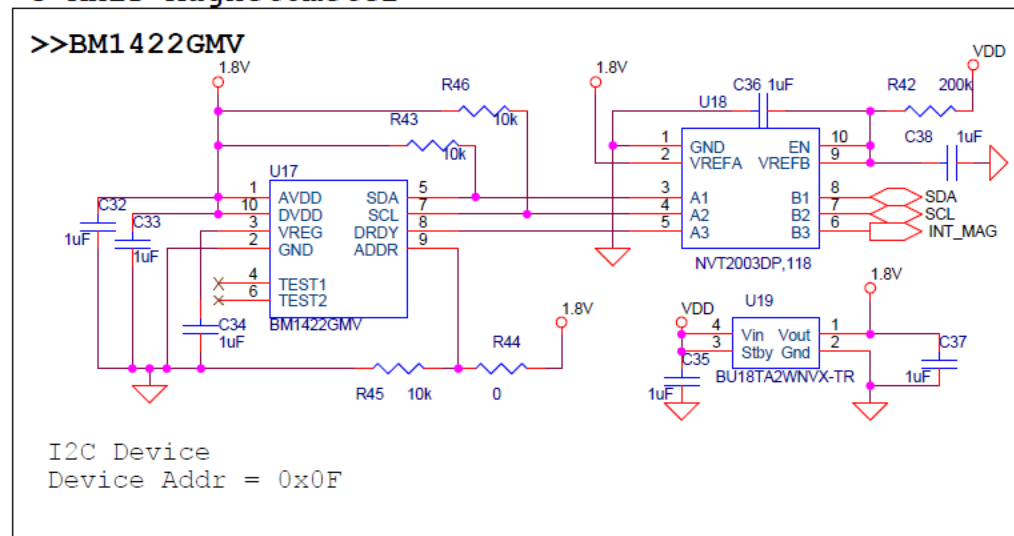 >>BM1422GMV
1.8V
R46
10k
R43
10k
U17
1 AVDD SDA 5
10 DVDD SCL 7
3 VREG DRDY 8
2 GND ADDR 9
4 TEST1
6 TEST2
BM1422GMV
C32
1uF
C33
1uF
C34
1uF
R45 10k
R44
0
1.8V
1.8V
C36 1uF
R42 200k
VDD
U18
C38 1uF
1 GND EN 10
2 VREFA VREFB 9
3 A1 B1 8 SDA
4 A2 B2 7 SCL
5 A3 B3 6 INT_MAG
NVT2003DP,118
1.8V
VDD
U19
4 Vin Vout 1
3 Stby Gnd 2
BU18TA2WNVX-TR
C35
1uF
C37
1uF
I2C Device
Device Addr = 0x0F